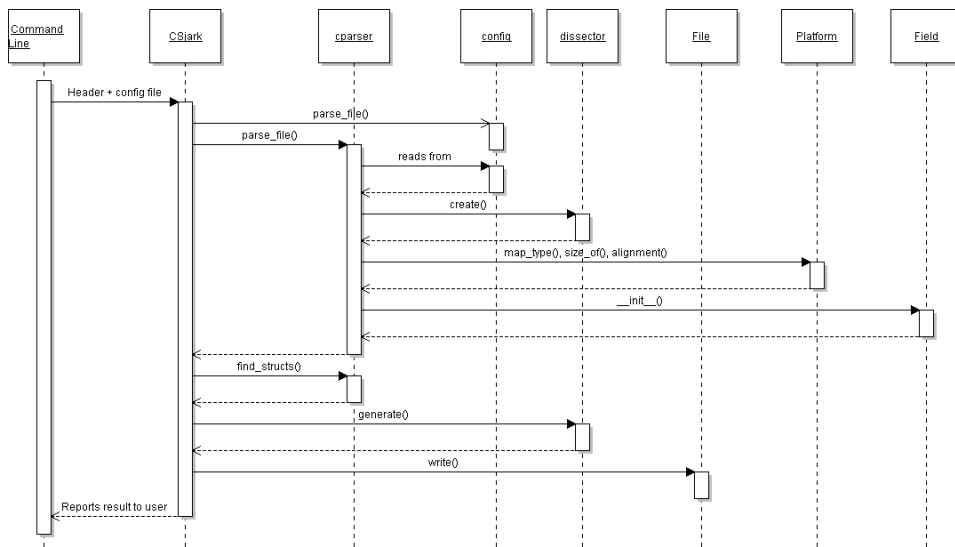 Command
Line
CSjark
cparser
config
dissector
File
Platform
Field
Header + config file
parse_file()
parse_file()
reads from
create()
map_type(), size_of(), alignment()
__init__()
find_structs()
generate()
write()
Reports result to user